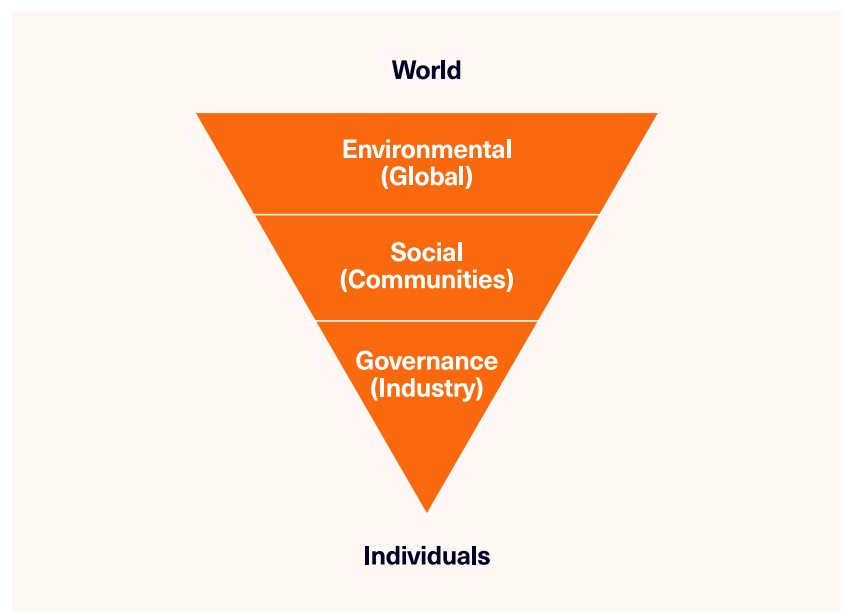 World
Environmental
(Global)
Social
(Communities)
Governance
(Industry)
Individuals